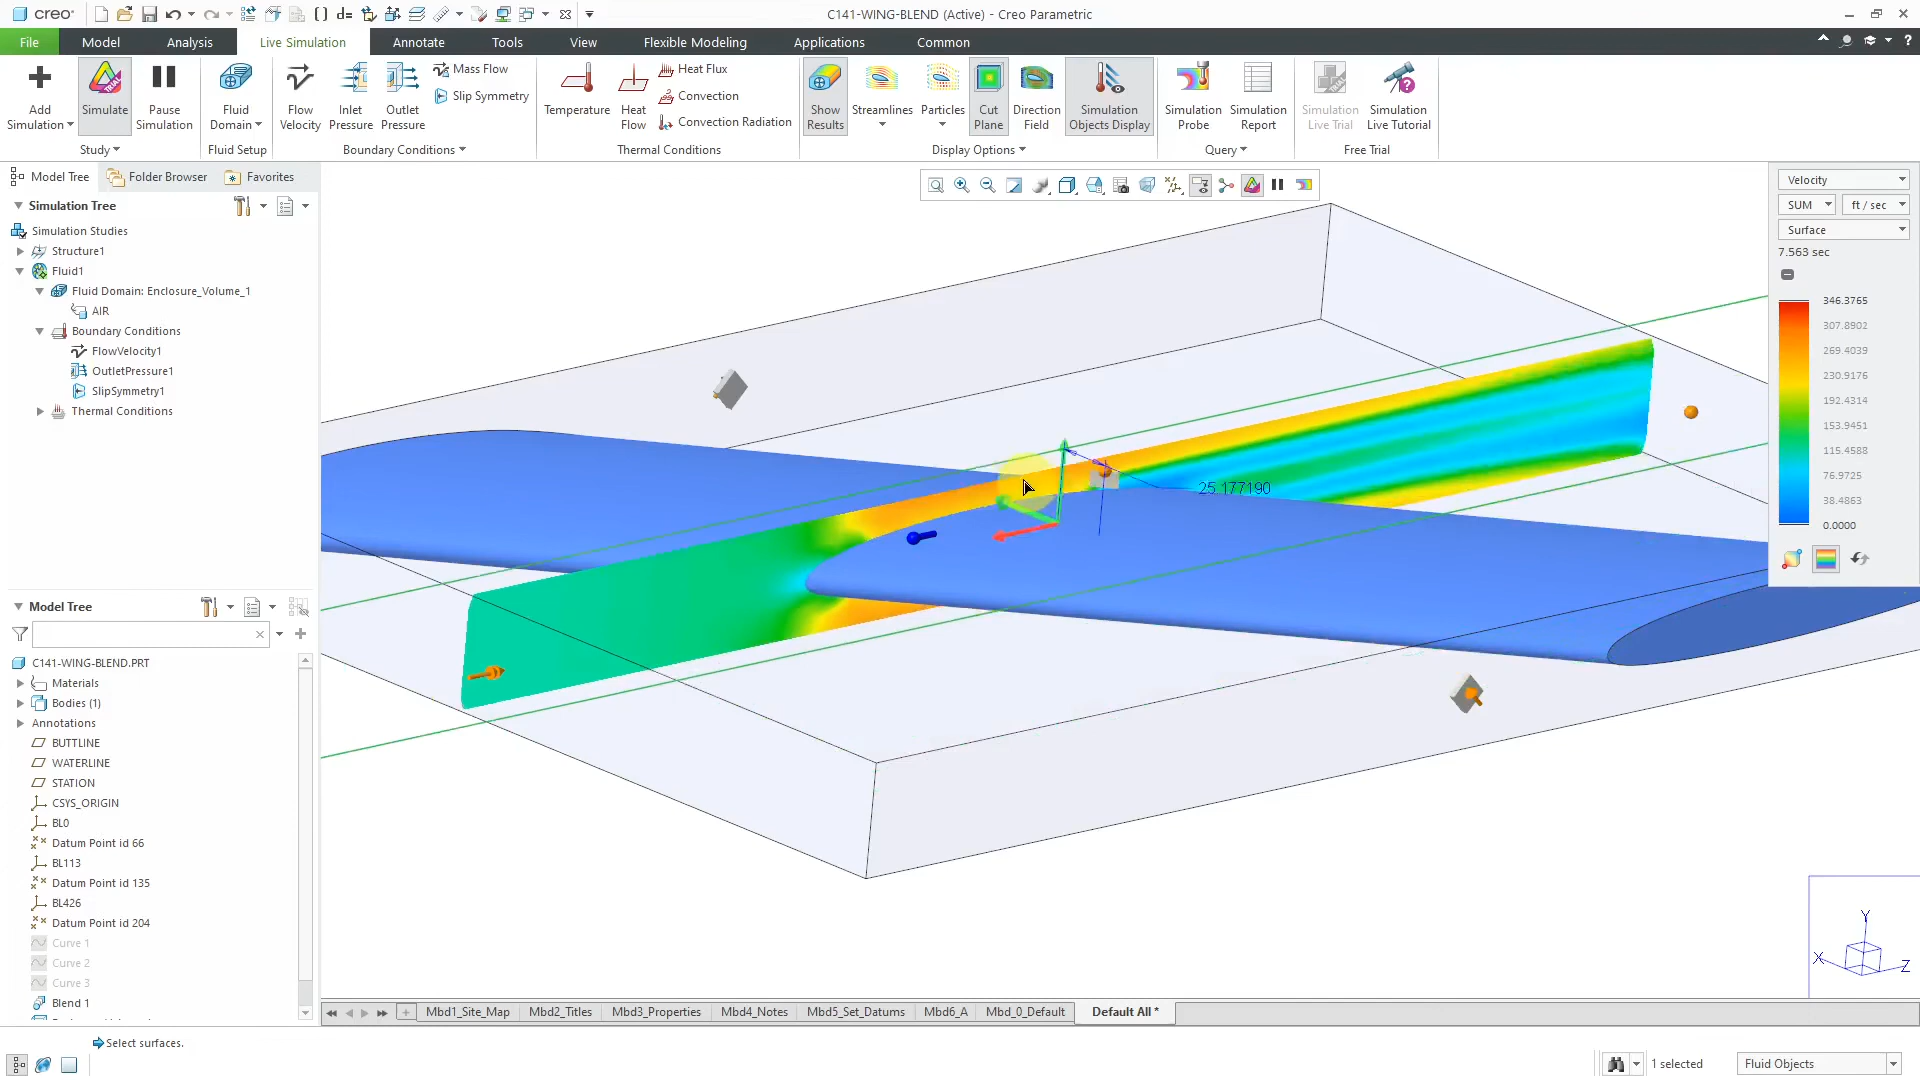 creo
d=
C141-WING-BLEND (Active) - Creo Parametric
File
Model
Analysis
Live Simulation
Annotate
Tools
View
Flexible Modeling
Applications
Common
Add
Simulation
Simulate
Pause
Simulation
Study
Fluid
Domain
Fluid Setup
Flow
Velocity
Inlet
Pressure
Outlet
Pressure
Mass Flow
Slip Symmetry
Boundary Conditions
Temperature
Heat
Flow
Heat Flux
Convection
Convection Radiation
Thermal Conditions
Show
Results
Streamlines
Particles
Cut
Plane
Direction
Field
Simulation
Objects Display
Display Options
Simulation
Probe
Simulation
Report
Query
Simulation
Live Trial
Simulation
Live Tutorial
Free Trial
Model Tree
Folder Browser
Favorites
Simulation Tree
Simulation Studies
Structure1
Fluid1
Fluid Domain: Enclosure_Volume_1
AIR
Boundary Conditions
FlowVelocity1
OutletPressure1
SlipSymmetry1
Thermal Conditions
Model Tree
C141-WING-BLEND.PRT
Materials
Bodies (1)
Annotations
BUTTLINE
WATERLINE
STATION
CSYS_ORIGIN
BL0
Datum Point id 66
BL113
Datum Point id 135
BL426
Datum Point id 204
Curve 1
Curve 2
Curve 3
Blend 1
25.177190
Velocity
SUM
ft / sec
Surface
7.563 sec
346.3765
307.8902
269.4039
230.9176
192.4314
153.9451
115.4588
76.9725
38.4863
0.0000
Y
X
Z
Mbd1_Site_Map
Mbd2_Titles
Mbd3_Properties
Mbd4_Notes
Mbd5_Set_Datums
Mbd6_A
Mbd_0_Default
Default All *
Select surfaces.
1 selected
Fluid Objects